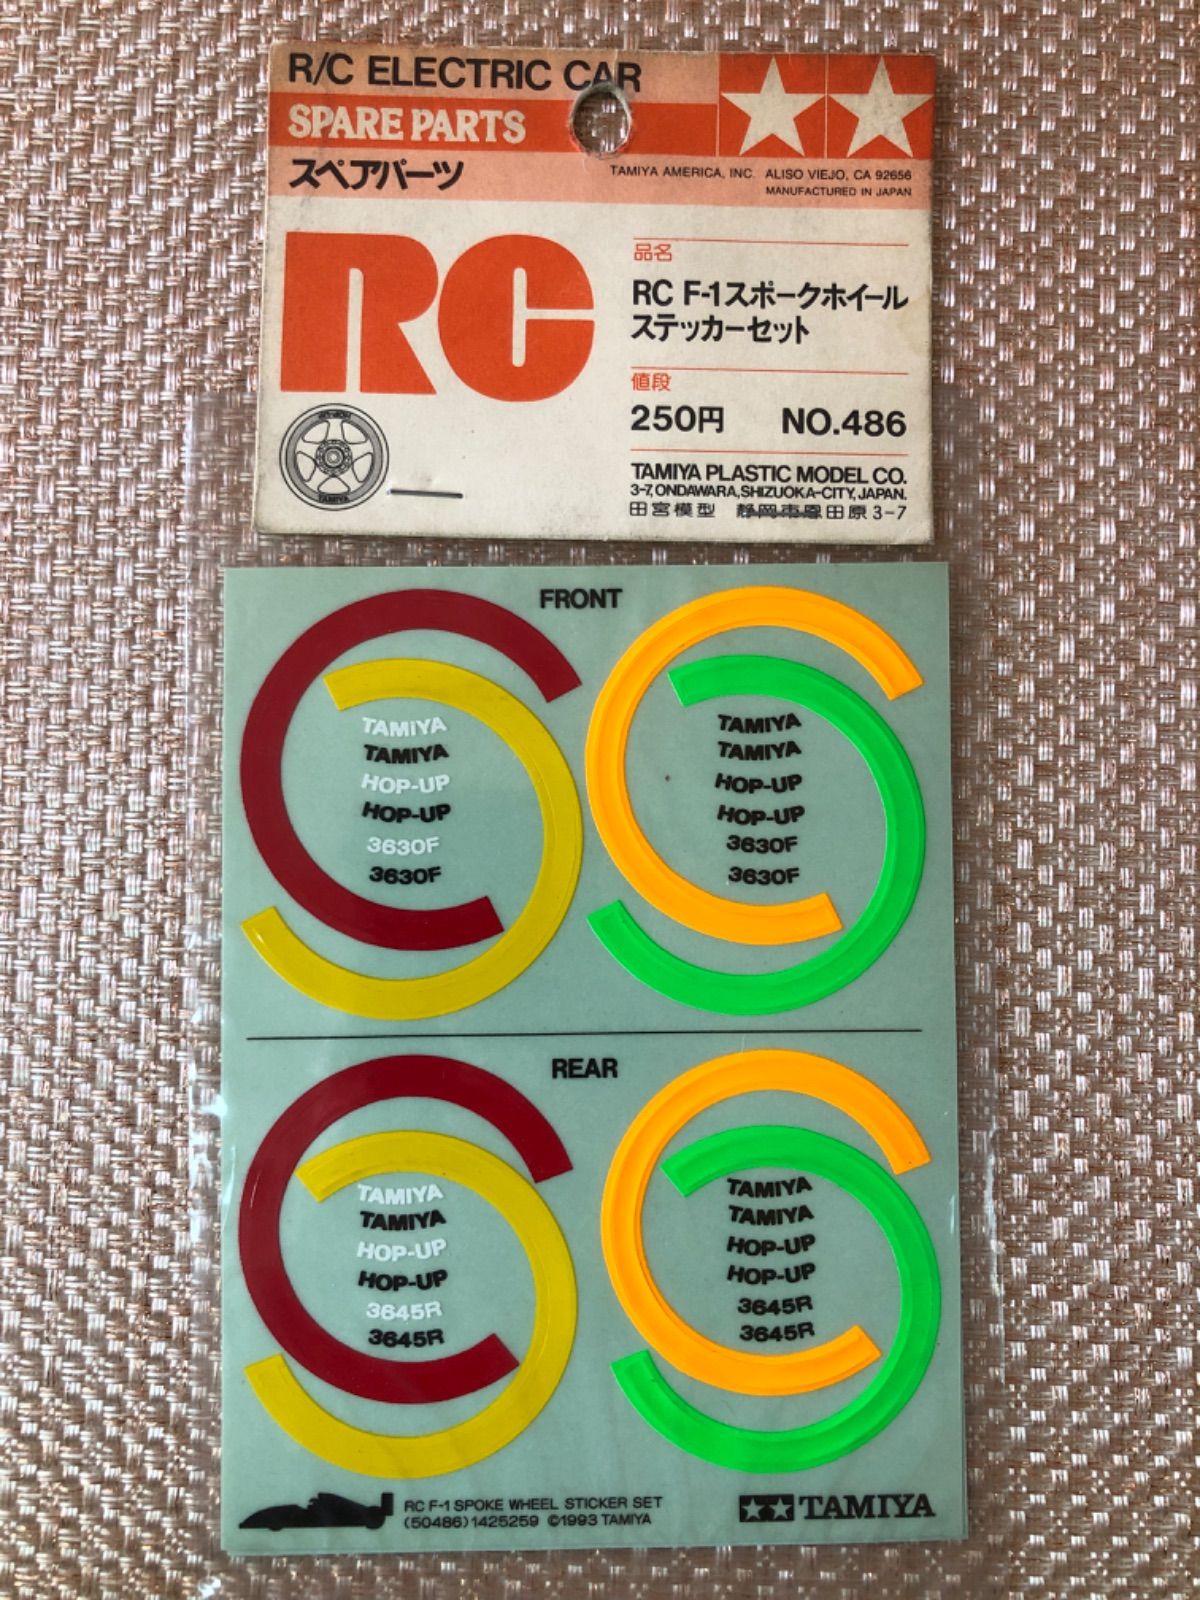 R/C ELECTRIC CAR
SPARE PARTS
スペアパーツ
TAMIYA AMERICA, INC. ALISO VIEJO, CA 92656
MANUFACTURED IN JAPAN
RC
品名
RC F-1スポークホイール
ステッカーセット
値段
250円 NO.486
HOP-UP
TAMIYA
TAMIYA PLASTIC MODEL CO.
3-7, ONDAWARA, SHIZUOKA-CITY, JAPAN.
田宮模型 静岡市恩田原3-7
FRONT
TAMIYA
TAMIYA
HOP-UP
HOP-UP
3630F
3630F
TAMIYA
TAMIYA
HOP-UP
HOP-UP
3630F
3630F
REAR
TAMIYA
TAMIYA
HOP-UP
HOP-UP
3645R
3645R
TAMIYA
TAMIYA
HOP-UP
HOP-UP
3645R
3645R
RC F-1 SPOKE WHEEL STICKER SET
(50486) 1425259 ©1993 TAMIYA
TAMIYA